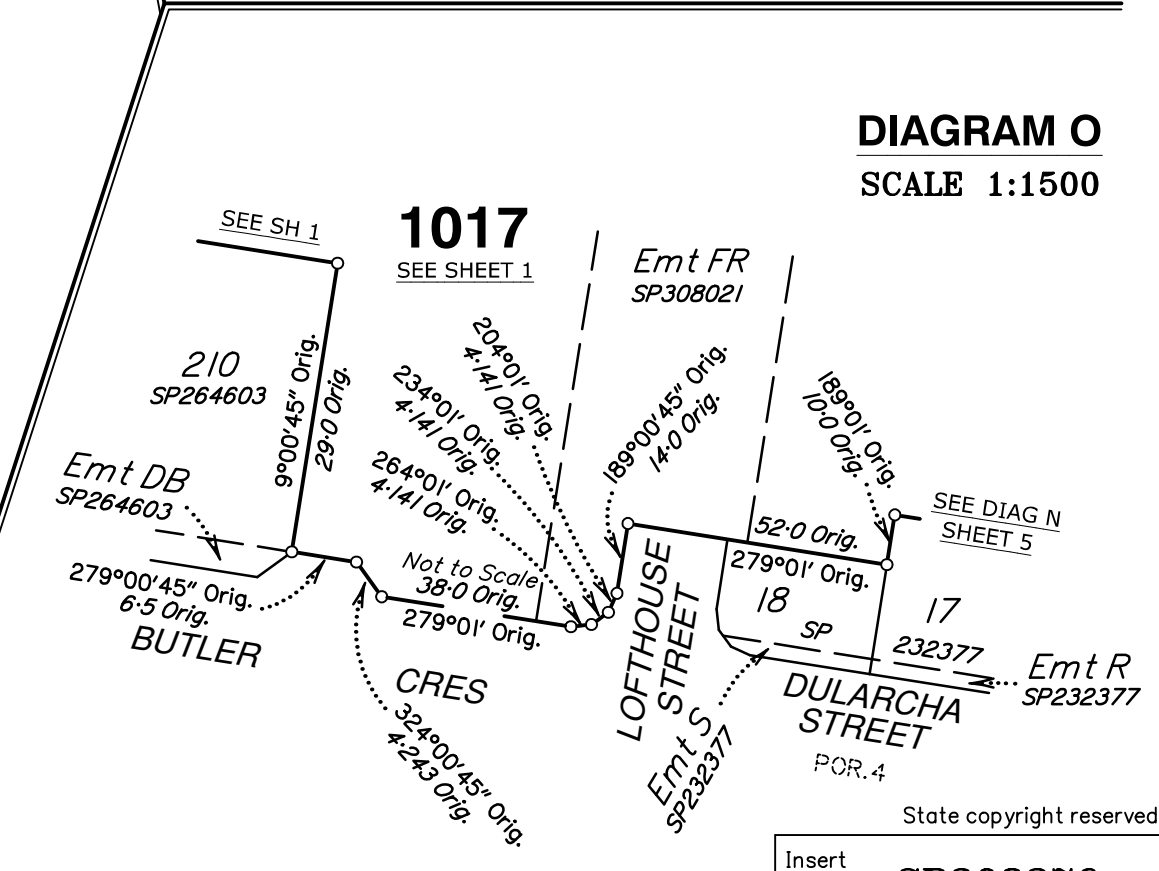 DIAGRAM O
SCALE 1:1500
SEE SH 1
1017
SEE SHEET 1
Emt FR
SP308021
210
SP264603
9°00'45" Orig.
29·0 Orig.
204°01' Orig.
4·141 Orig.
234°01' Orig.
4·141 Orig.
264°01' Orig.
4·141 Orig.
189°00'45" Orig.
14·0 Orig.
189°01' Orig.
10·0 Orig.
Emt DB
SP264603
SEE DIAG N
SHEET 5
52·0 Orig.
279°01' Orig.
Not to Scale
38·0 Orig.
279°01' Orig.
279°00'45" Orig.
6·5 Orig.
BUTLER
CRES
324°00'45" Orig.
4·243 Orig.
LOFTHOUSE
STREET
18
17
SP
232377
Emt R
SP232377
Emt S
SP232377
DULARCHA
STREET
POR.4
State copyright reserved
Insert